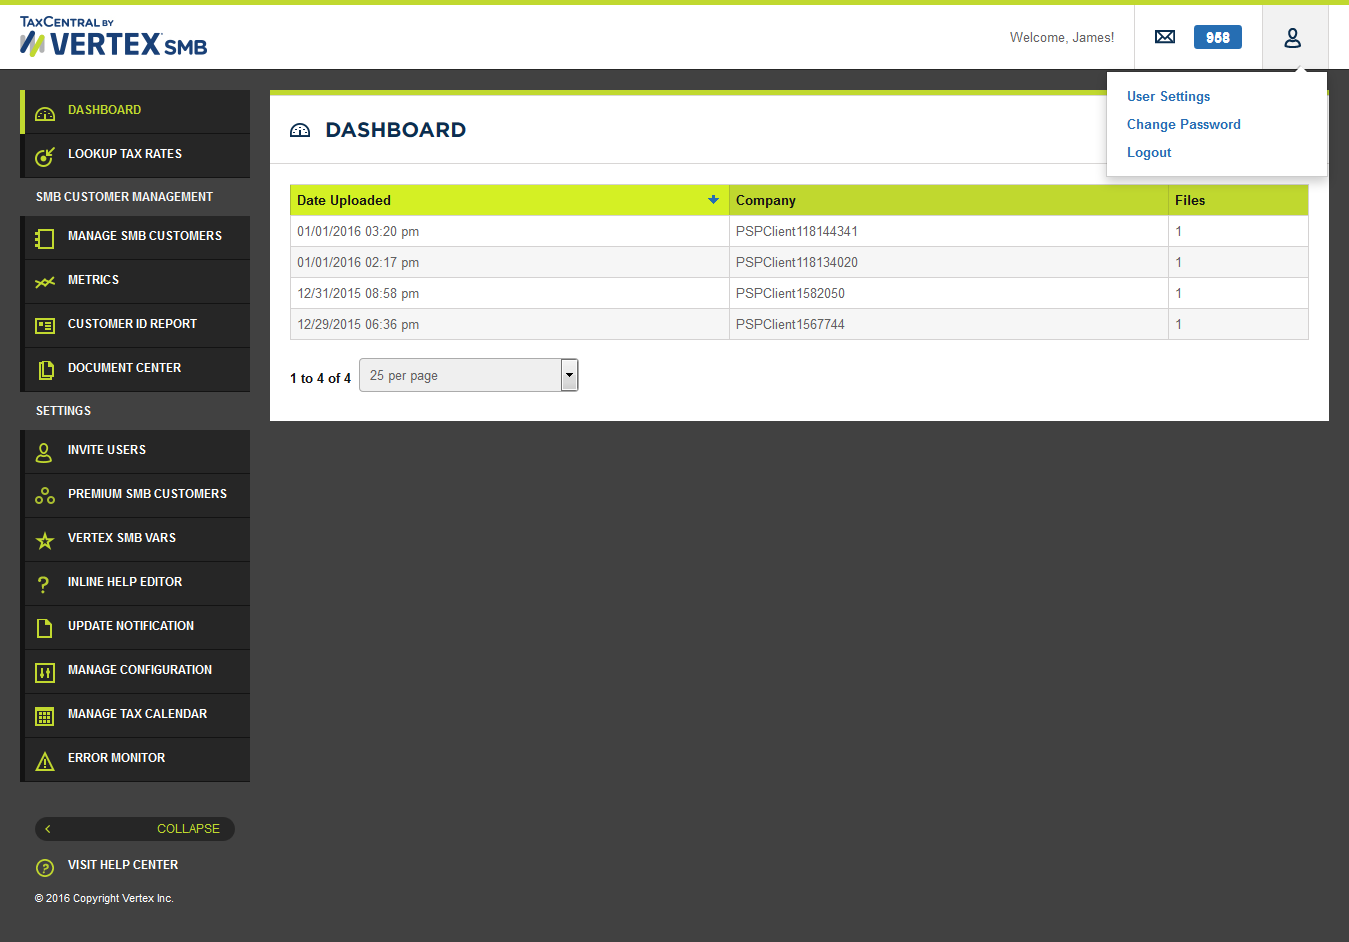 TAXCENTRAL BY
VERTEX SMB
Welcome, James!
958
User Settings
Change Password
Logout
DASHBOARD
LOOKUP TAX RATES
SMB CUSTOMER MANAGEMENT
MANAGE SMB CUSTOMERS
METRICS
CUSTOMER ID REPORT
DOCUMENT CENTER
SETTINGS
INVITE USERS
PREMIUM SMB CUSTOMERS
VERTEX SMB VARS
INLINE HELP EDITOR
UPDATE NOTIFICATION
MANAGE CONFIGURATION
MANAGE TAX CALENDAR
ERROR MONITOR
COLLAPSE
VISIT HELP CENTER
© 2016 Copyright Vertex Inc.
DASHBOARD
Date Uploaded Company Files
01/01/2016 03:20 pm PSPClient118144341 1
01/01/2016 02:17 pm PSPClient118134020 1
12/31/2015 08:58 pm PSPClient1582050 1
12/29/2015 06:36 pm PSPClient1567744 1
1 to 4 of 4 25 per page